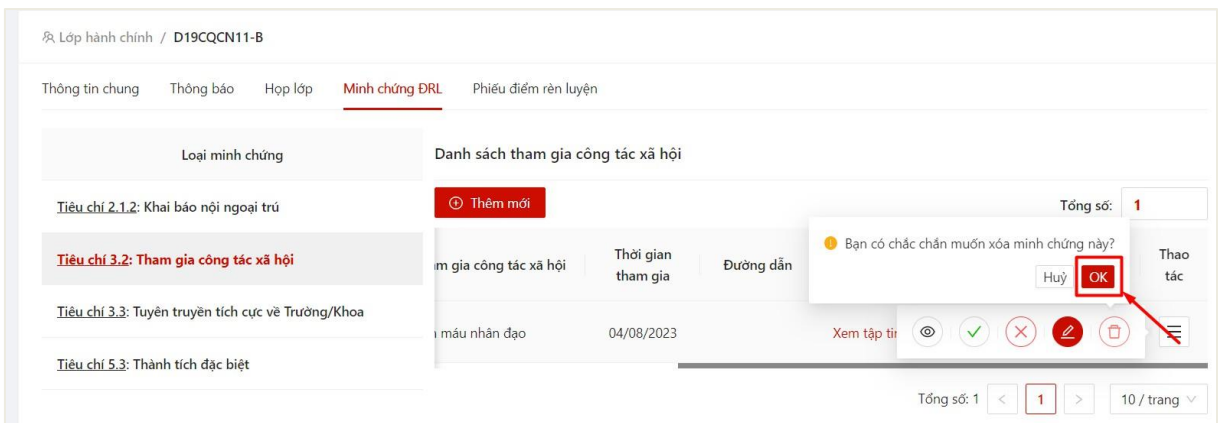 Lớp hành chính / D19CQCN11-B
Thông tin chung Thông báo Họp lớp Minh chứng ĐRL Phiếu điểm rèn luyện
Loại minh chứng
Tiêu chí 2.1.2: Khai báo nội ngoại trú
Tiêu chí 3.2: Tham gia công tác xã hội
Tiêu chí 3.3: Tuyên truyền tích cực về Trường/Khoa
Tiêu chí 5.3: Thành tích đặc biệt
Danh sách tham gia công tác xã hội
Thêm mới
Tổng số: 1
Bạn có chắc chắn muốn xóa minh chứng này?
Huỷ OK
m gia công tác xã hội
Thời gian
tham gia
Đường dẫn
Thao
tác
máu nhân đạo 04/08/2023 Xem tập tin
Tổng số: 1 < 1 > 10 / trang